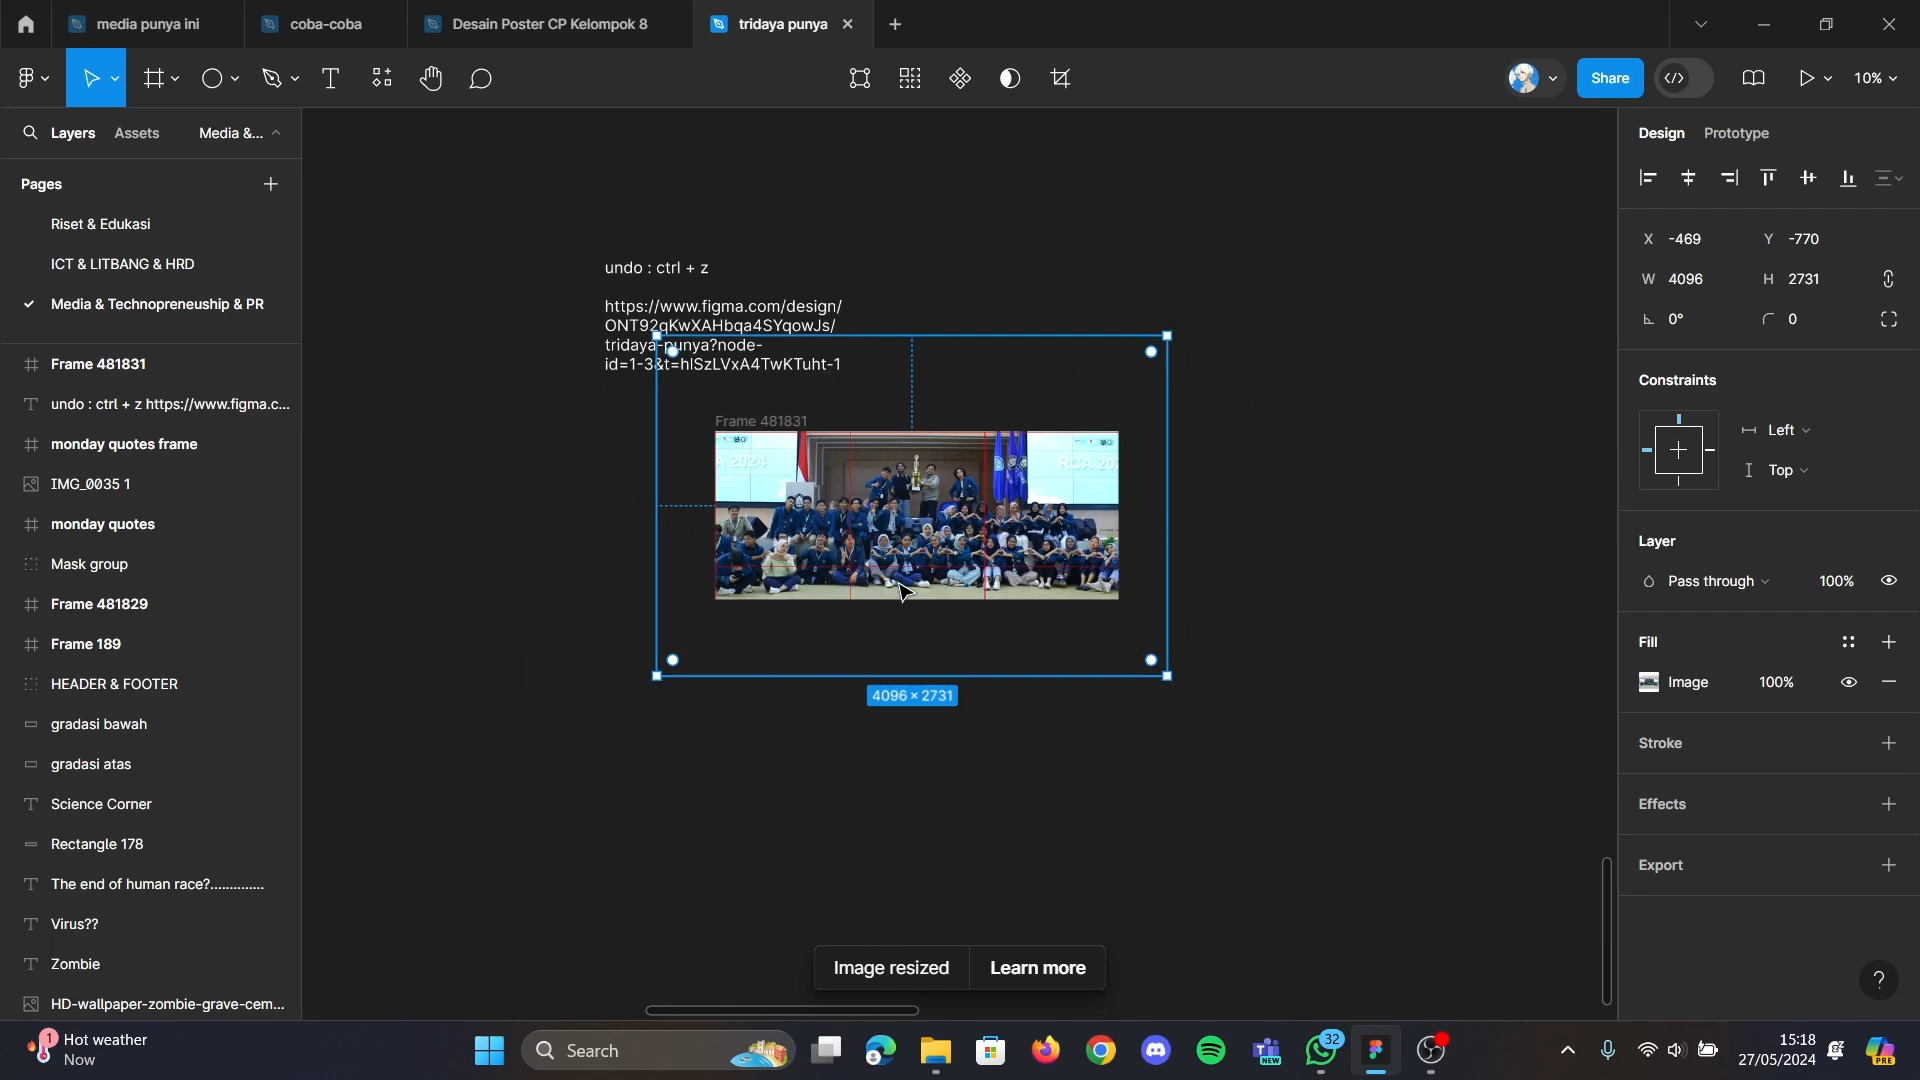 media punya ini
coba-coba
Desain Poster CP Kelompok 8
tridaya punya
Share
10%
Layers
Assets
Media &...
Pages
Riset & Edukasi
ICT & LITBANG & HRD
Media & Technopreneuship & PR
Frame 481831
undo : ctrl + z https://www.figma.c...
monday quotes frame
IMG_0035 1
monday quotes
Mask group
Frame 481829
Frame 189
HEADER & FOOTER
gradasi bawah
gradasi atas
Science Corner
Rectangle 178
The end of human race?..............
Virus??
Zombie
HD-wallpaper-zombie-grave-cem...
undo : ctrl + z
https://www.figma.com/design/
ONT92qKwXAHbqa4SYqowJs/
tridaya-punya?node-
id=1-3&t=hlSzLVxA4TwKTuht-1
Frame 481831
A 2024
RCA 20
4096 × 2731
Image resized
Learn more
Design
Prototype
X -469
Y -770
W 4096
H 2731
0°
0
Constraints
Left
Top
Layer
Pass through
100%
Fill
Image
100%
Stroke
Effects
Export
?
1
Hot weather
Now
Search
NEW
32
15:18
27/05/2024
PRE